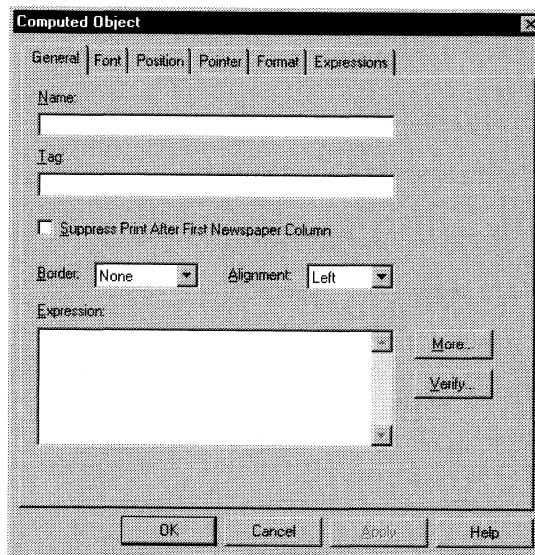 Computed Object
General Font Position Pointer Format Expressions
Name:
Tag:
Suppress Print After First Newspaper Column
Border: None Alignment: Left
Expression:
More...
Verify...
OK Cancel Apply Help